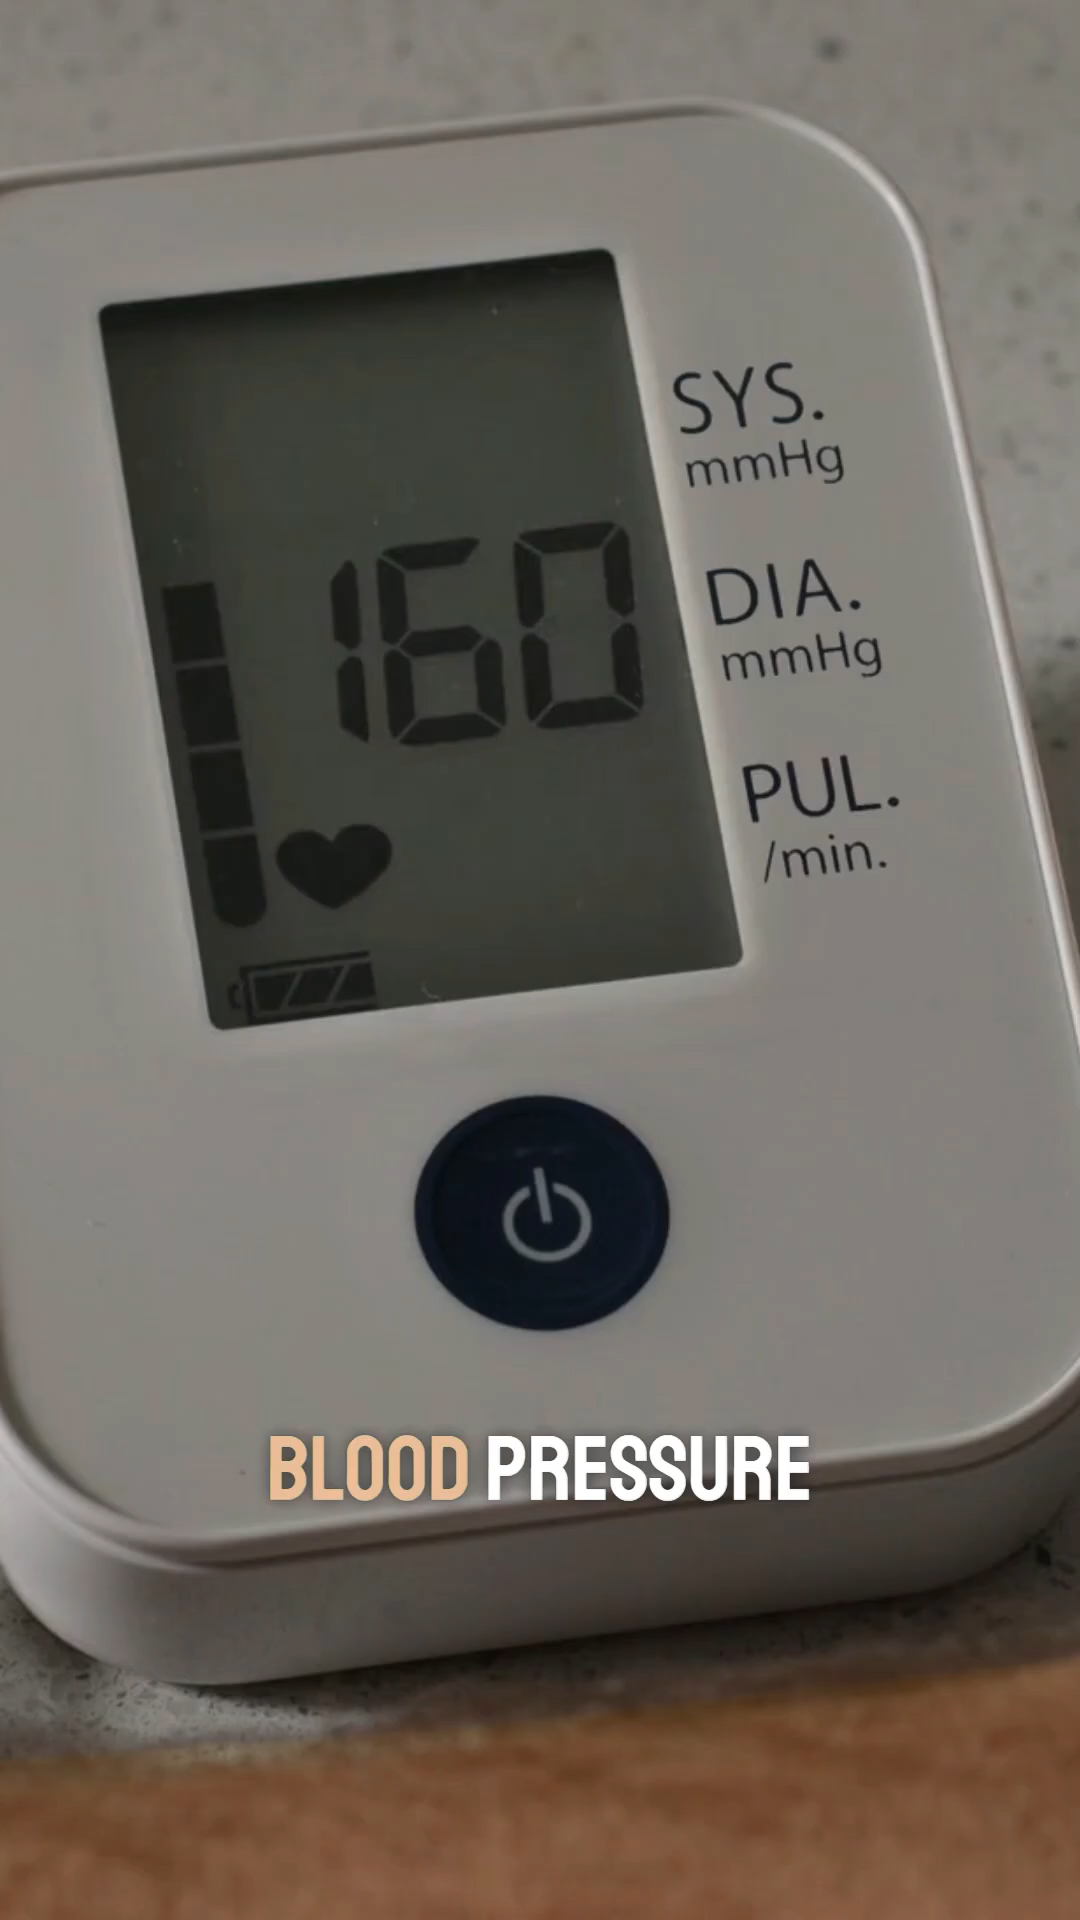 SYS.
mmHg
160
DIA.
mmHg
PUL.
/min.
BLOOD PRESSURE